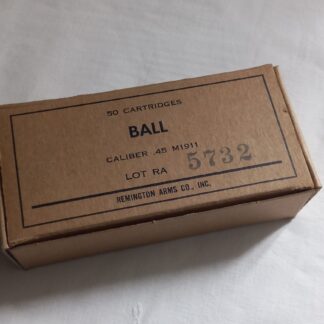 50 CARTRIDGES
BALL
CALIBER .45 M1911
LOT RA 5732
REMINGTON ARMS CO., INC.